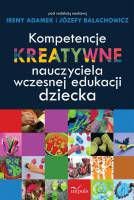 pod redakcją naukową
IRENY ADAMEK i JÓZEFY BAŁACHOWICZ
Kompetencje
KREATYWNE
nauczyciela
wczesnej edukacji
dziecka
impuls